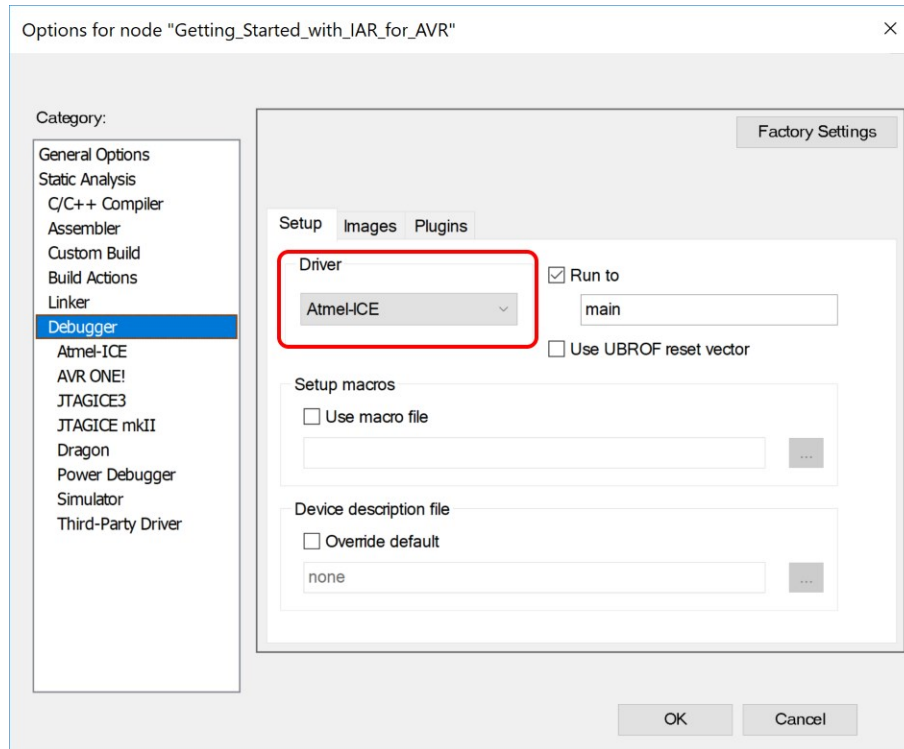 Options for node "Getting_Started_with_IAR_for_AVR"
Category:
General Options
Static Analysis
C/C++ Compiler
Assembler
Custom Build
Build Actions
Linker
Debugger
Atmel-ICE
AVR ONE!
JTAGICE3
JTAGICE mkII
Dragon
Power Debugger
Simulator
Third-Party Driver
Factory Settings
Setup Images Plugins
Driver
Atmel-ICE
Run to
main
Use UBROF reset vector
Setup macros
Use macro file
...
Device description file
Override default
none
...
OK Cancel